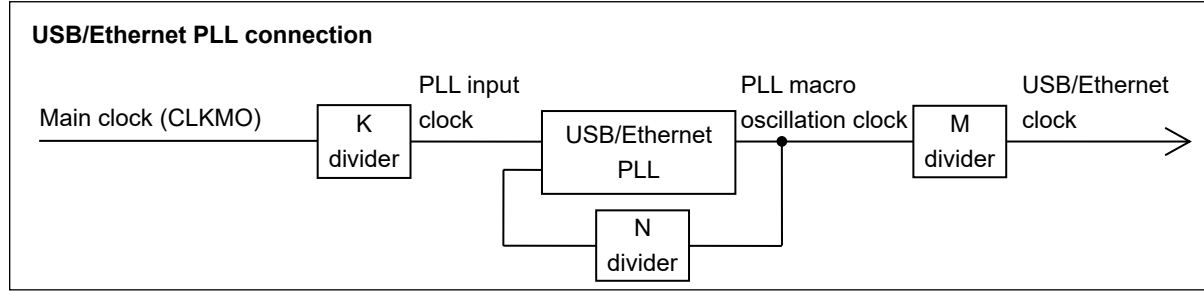 USB/Ethernet PLL connection
Main clock (CLKMO)
K
divider
PLL input
clock
USB/Ethernet
PLL
PLL macro
oscillation clock
M
divider
USB/Ethernet
clock
N
divider